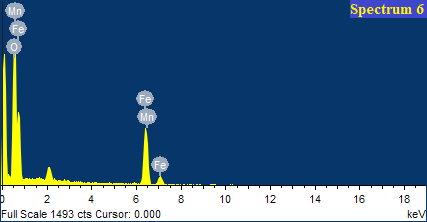 Spectrum 6
Mn
Fe
O
Fe
Mn
Fe
0 2 4 6 8 10 12 14 16 18
Full Scale 1493 cts Cursor: 0.000 keV